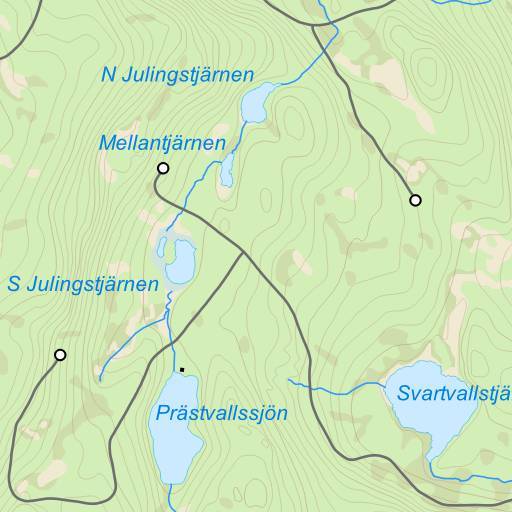 N Julingstjärnen
Mellantjärnen
S Julingstjärnen
Svartvallstjä
Prästvallssjön